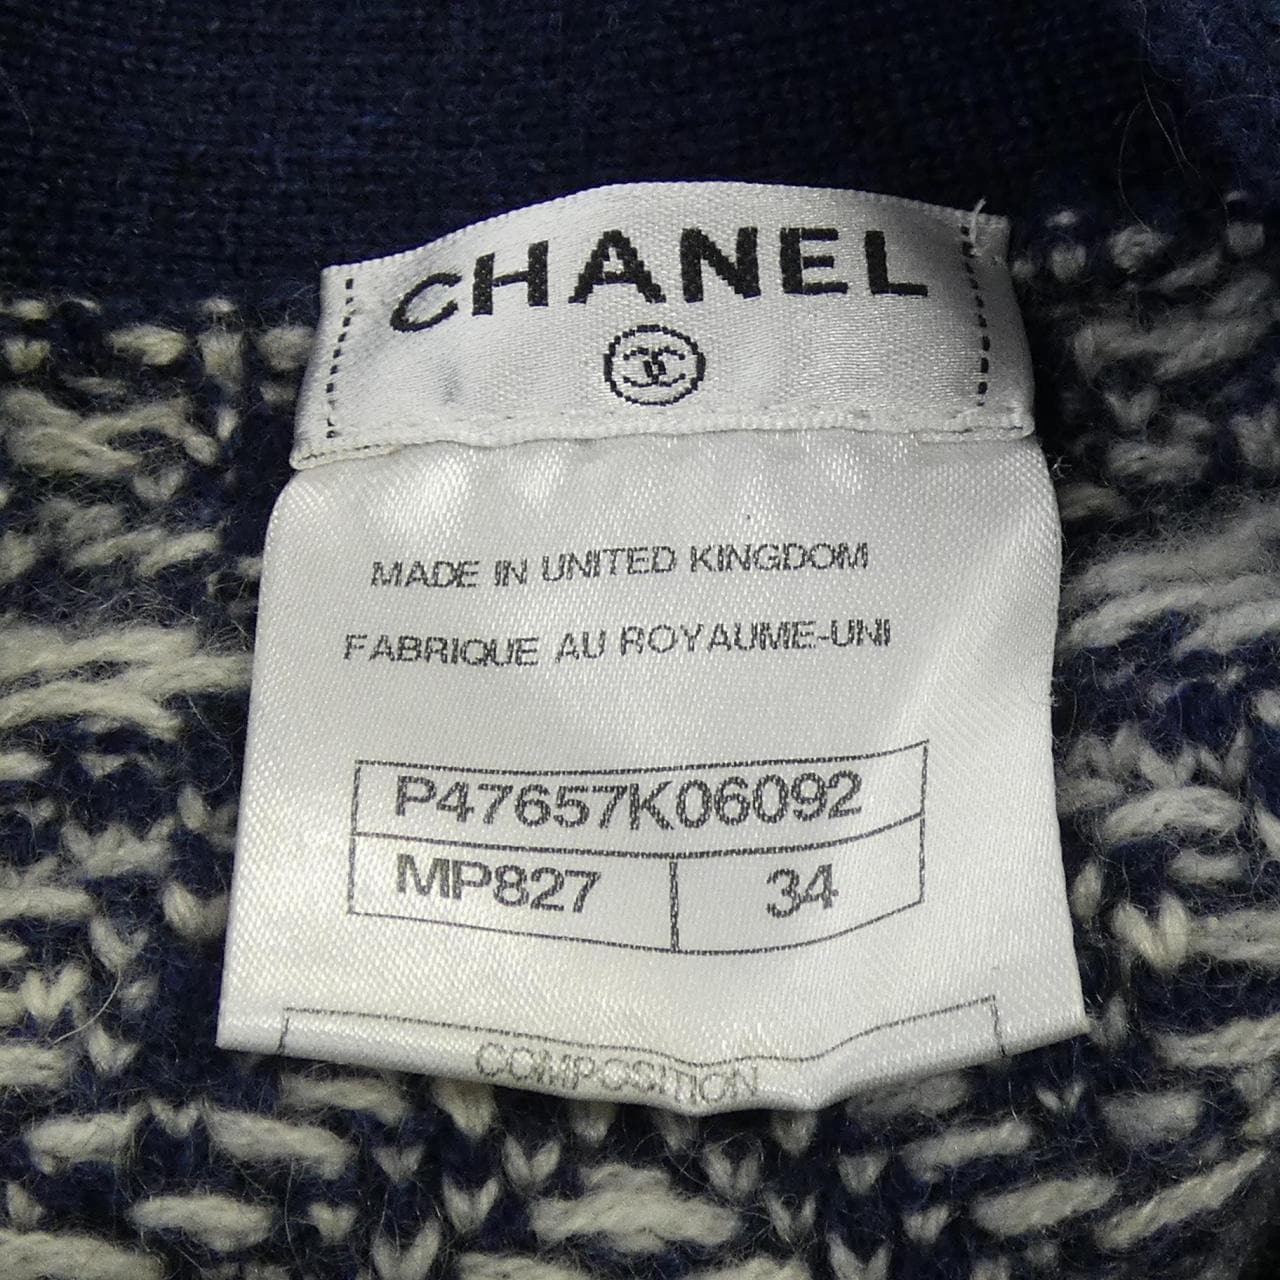 CHANEL
MADE IN UNITED KINGDOM
FABRIQUE AU ROYAUME-UNI
P47657K06092
MP827 34
COMPOSITION